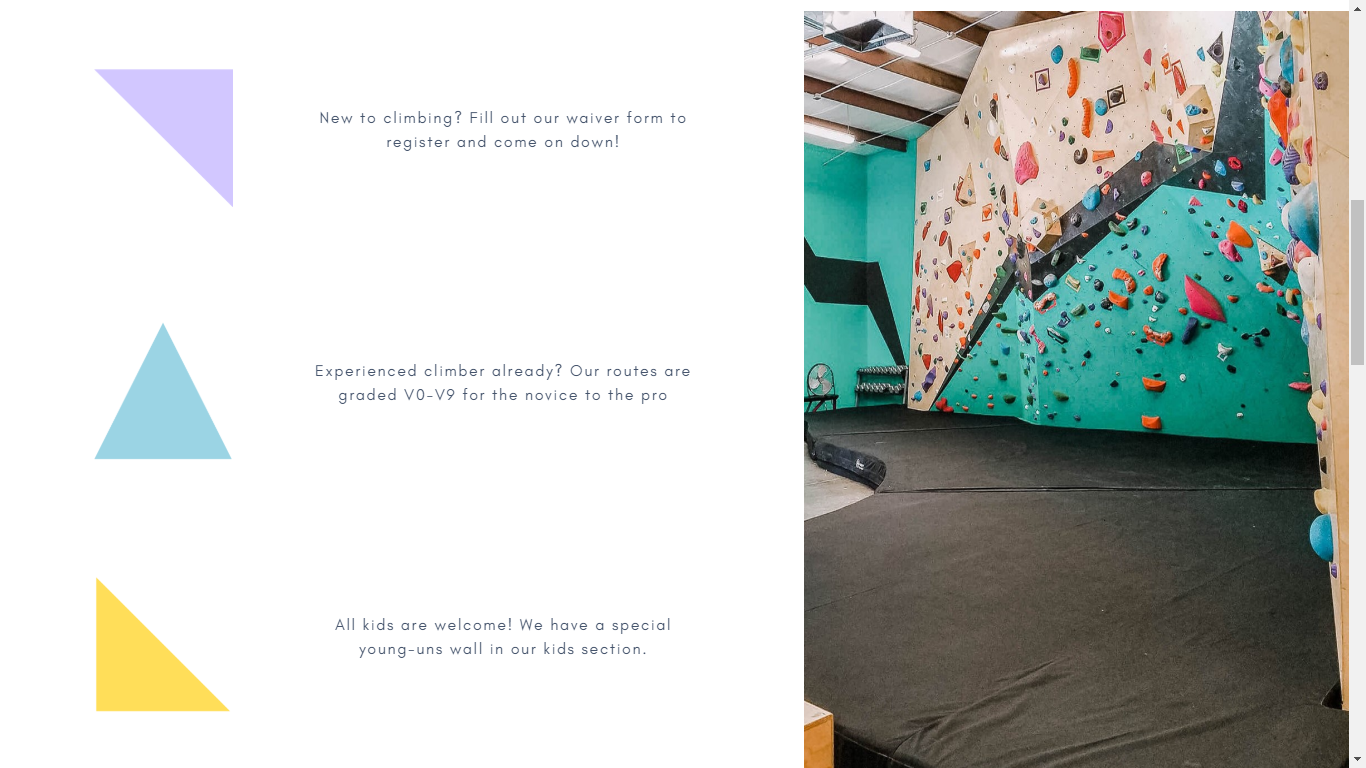 New to climbing? Fill out our waiver form to
register and come on down!
Experienced climber already? Our routes are
graded V0-V9 for the novice to the pro
All kids are welcome! We have a special
young-uns wall in our kids section.